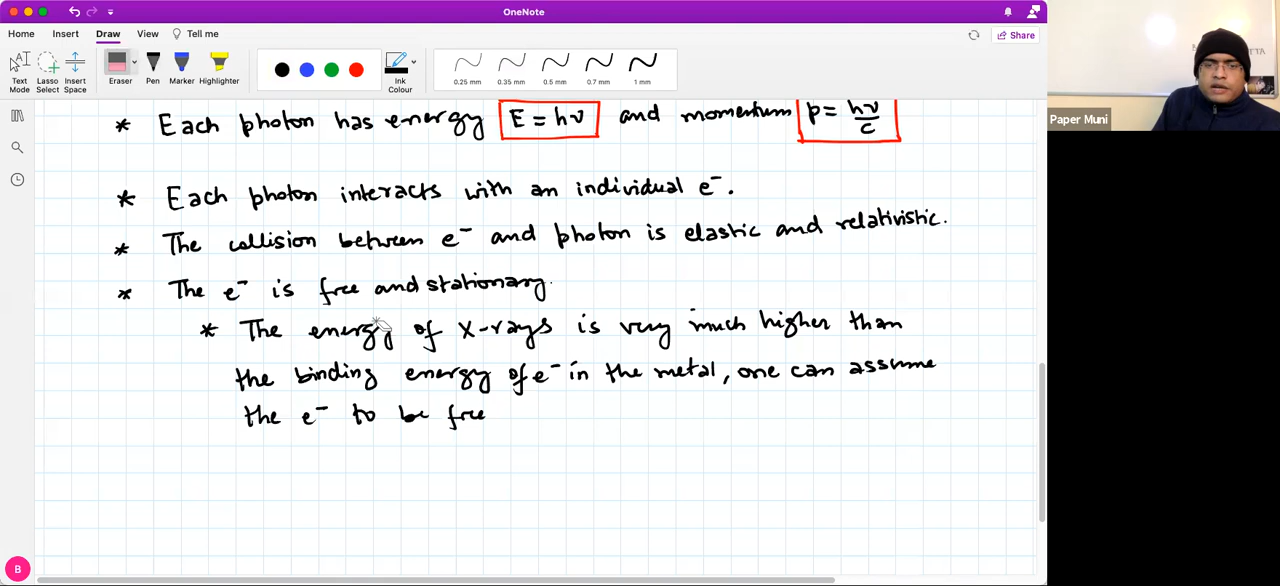 OneNote
Home Insert Draw View Tell me
Share
Text Mode
Lasso Select
Insert Space
Eraser
Pen
Marker
Highlighter
Ink Colour
0.25 mm 0.35 mm 0.5 mm 0.7 mm 1 mm
Paper Muni
* Each photon has energy E = hν and momentum p = hν/c
* Each photon interacts with an individual e⁻.
* The collision between e⁻ and photon is elastic and relativistic.
* The e⁻ is free and stationary.
* The energy of X-rays is very much higher than
the binding energy of e⁻ in the metal, one can assume
the e⁻ to be free
B